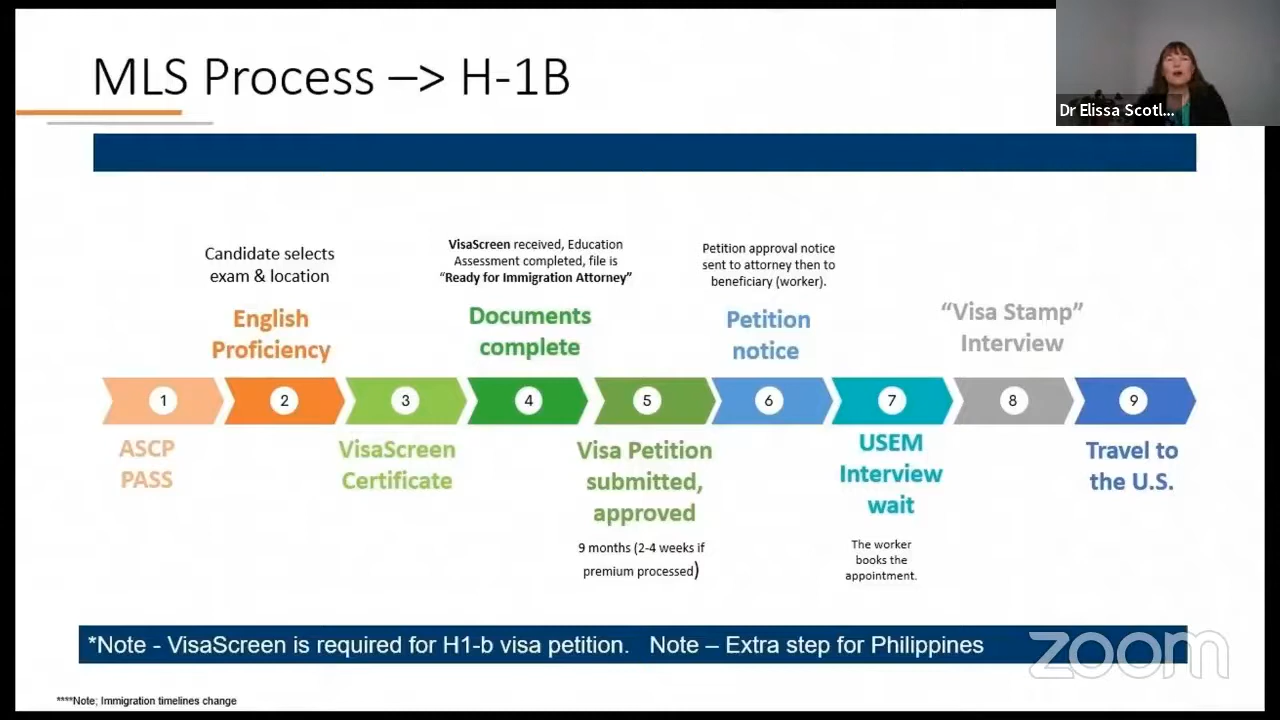 MLS Process –> H-1B
Dr Elissa Scotl...
Candidate selects
exam & location
English
Proficiency
VisaScreen received, Education
Assessment completed, file is
“Ready for Immigration Attorney”
Documents
complete
Petition approval notice
sent to attorney then to
beneficiary (worker).
Petition
notice
“Visa Stamp”
Interview
1
2
3
4
5
6
7
8
9
ASCP
PASS
VisaScreen
Certificate
Visa Petition
submitted,
approved
9 months (2-4 weeks if
premium processed)
USEM
Interview
wait
The worker
books the
appointment.
Travel to
the U.S.
*Note - VisaScreen is required for H1-b visa petition. Note – Extra step for Philippines
zoom
****Note; Immigration timelines change